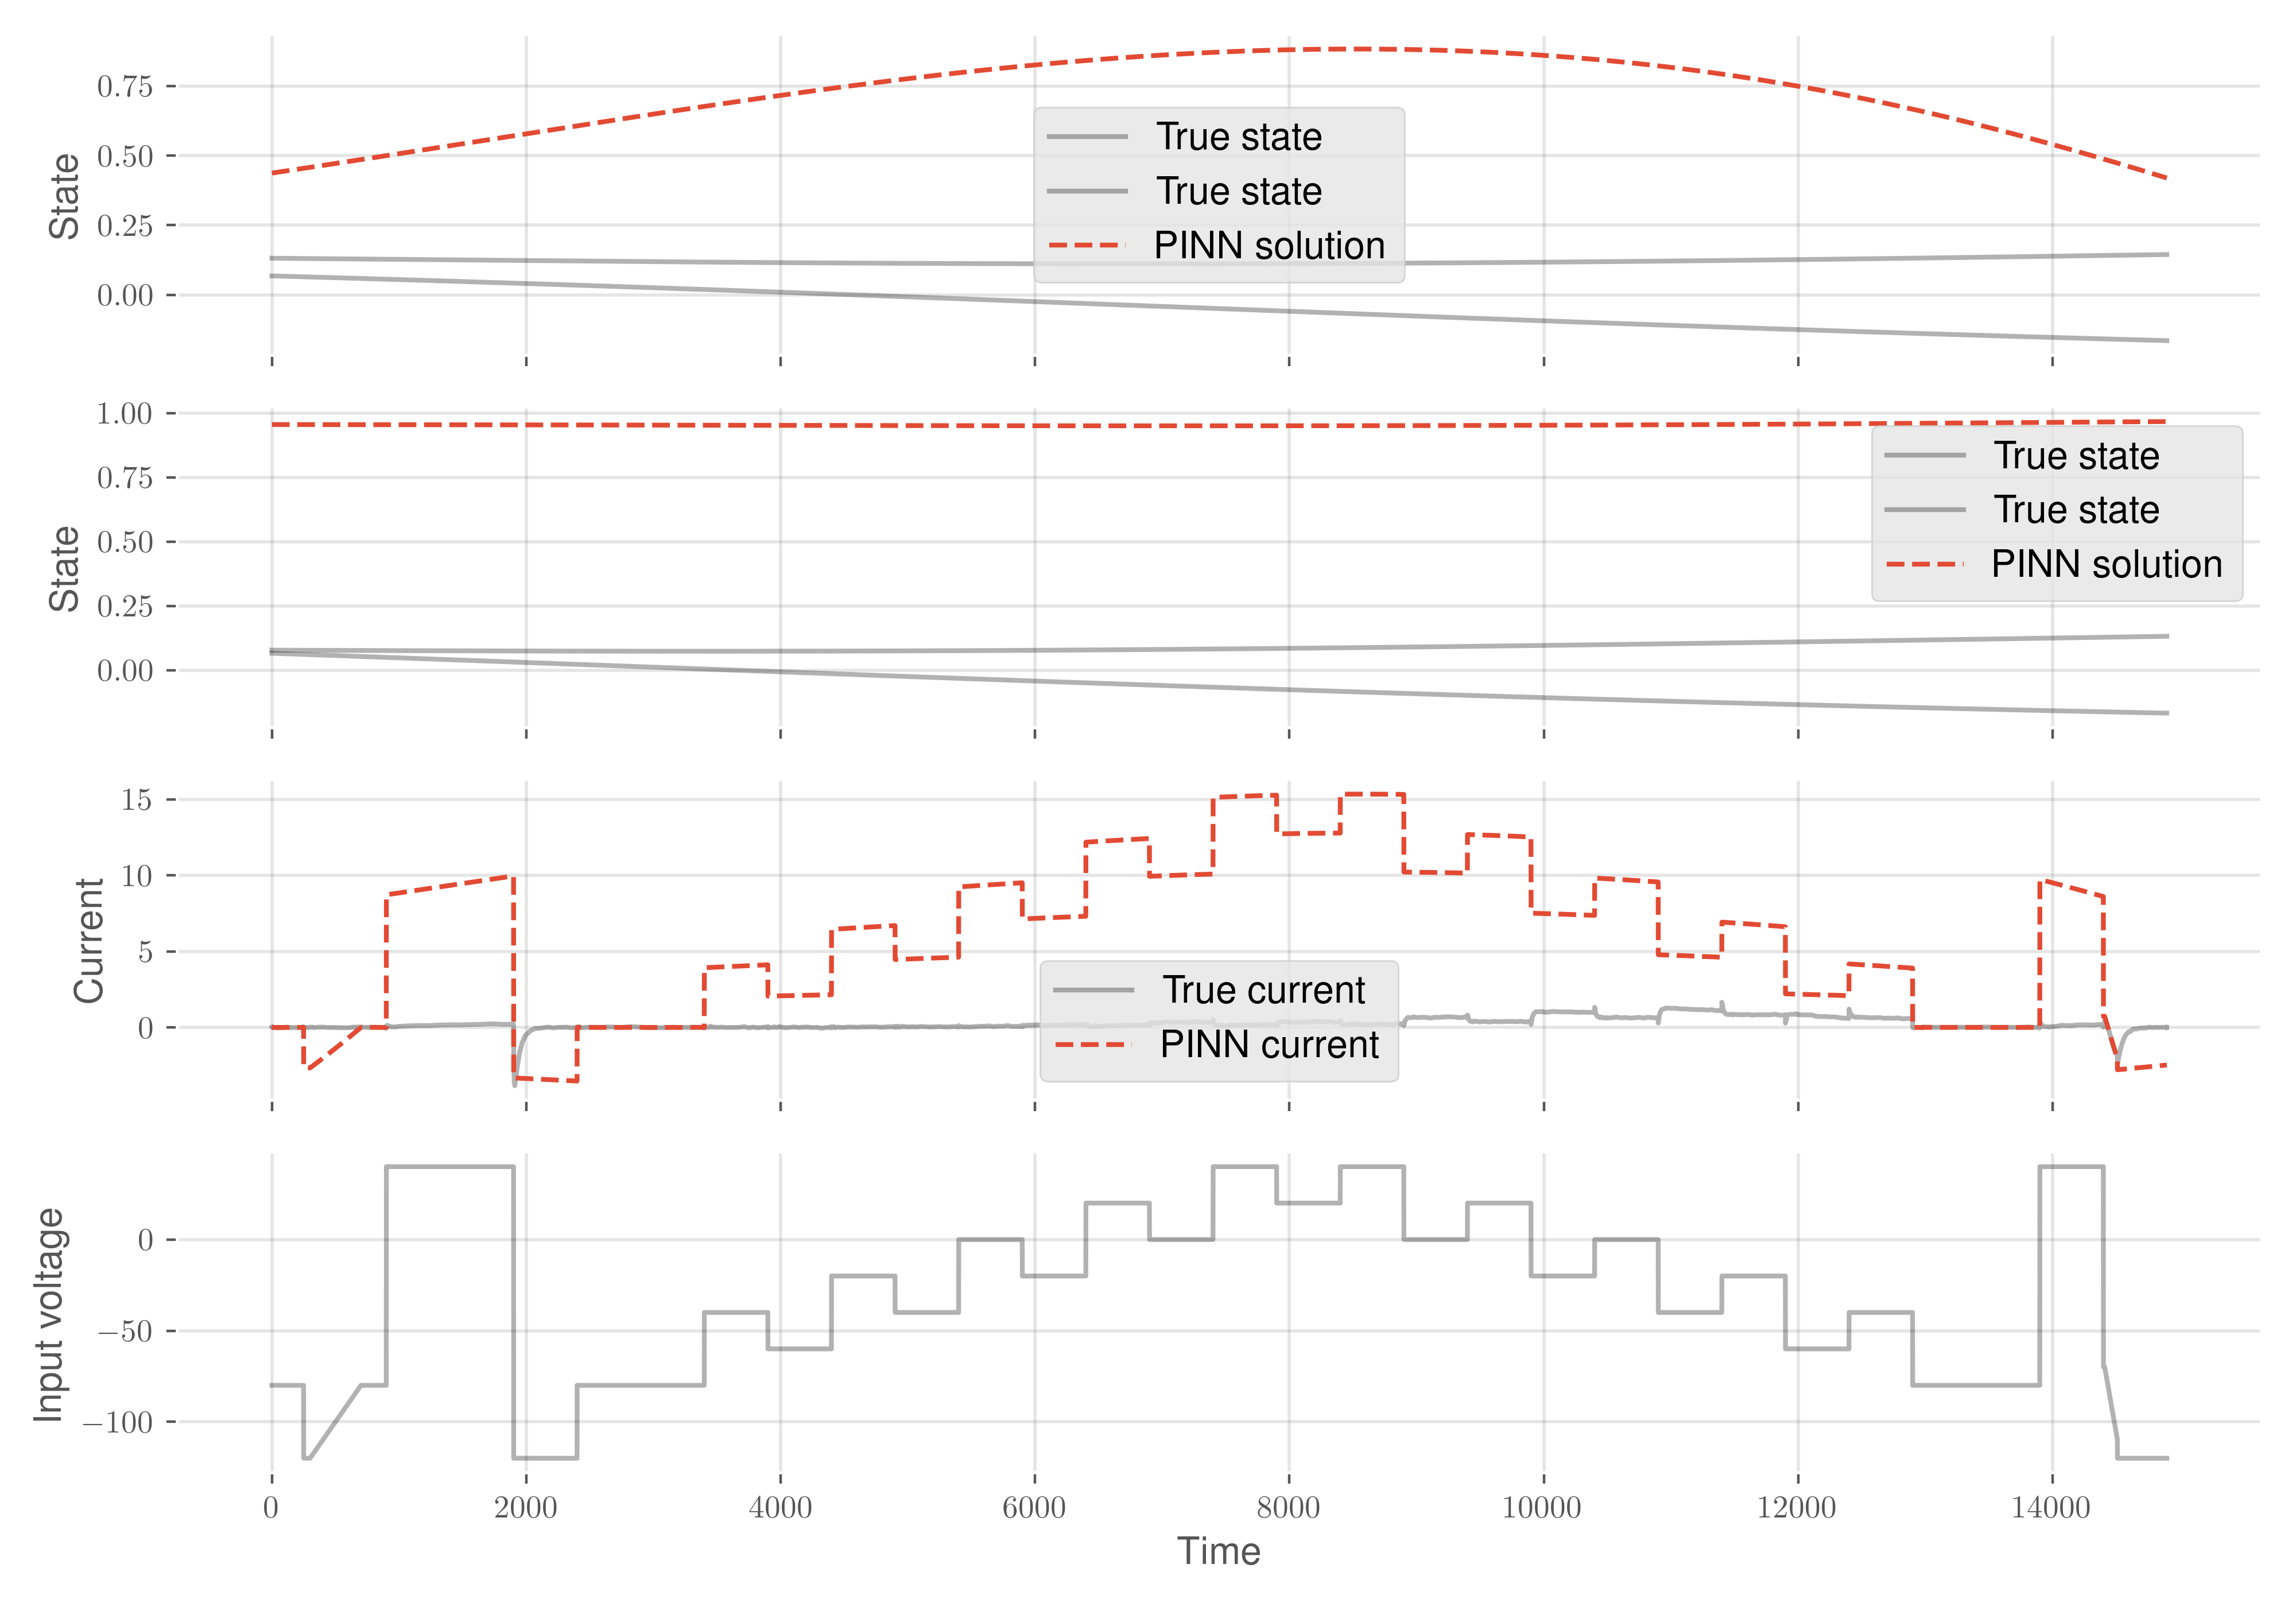 State
0.75
0.50
0.25
0.00
True state
True state
PINN solution
State
1.00
0.75
0.50
0.25
0.00
True state
True state
PINN solution
Current
15
10
5
0
True current
PINN current
Input voltage
0
−50
−100
0 2000 4000 6000 8000 10000 12000 14000
Time